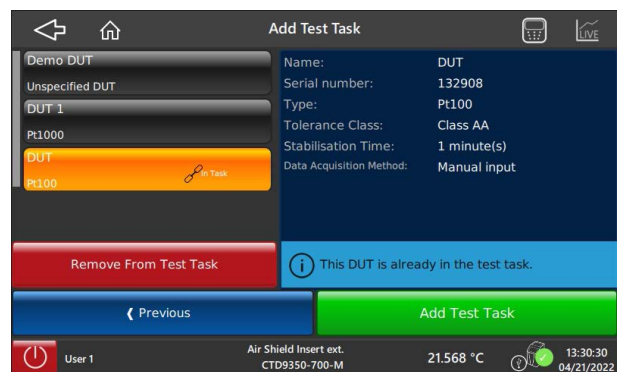 Add Test Task
LIVE
Demo DUT
Unspecified DUT
DUT 1
Pt1000
DUT
Pt100
In Task
Name: DUT
Serial number: 132908
Type: Pt100
Tolerance Class: Class AA
Stabilisation Time: 1 minute(s)
Data Acquisition Method: Manual input
Remove From Test Task
i This DUT is already in the test task.
❮ Previous
Add Test Task
User 1
Air Shield Insert ext.
CTD9350-700-M
21.568 °C
13:30:30
04/21/2022